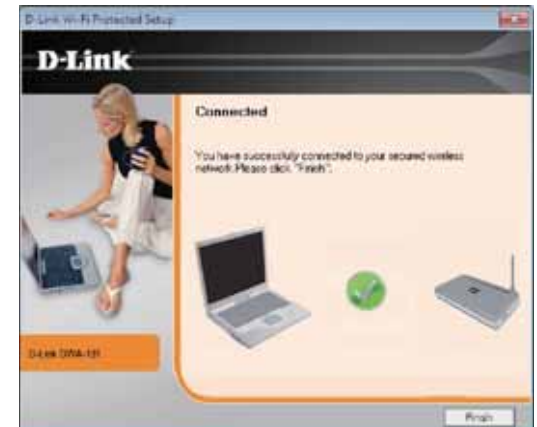 D-Link Wi-Fi Protected Setup
D-Link
Connected
You have successfully connected to your secured wireless
network. Please click "Finish".
D-Link DWA-131
Finish